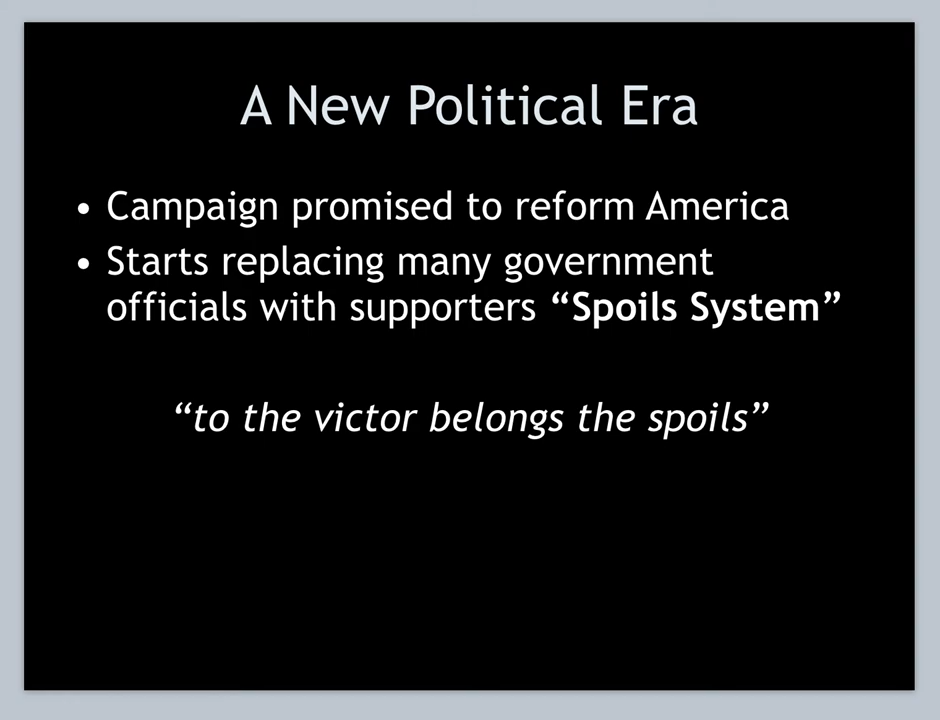 A New Political Era
• Campaign promised to reform America
• Starts replacing many government
officials with supporters “Spoils System”
“to the victor belongs the spoils”